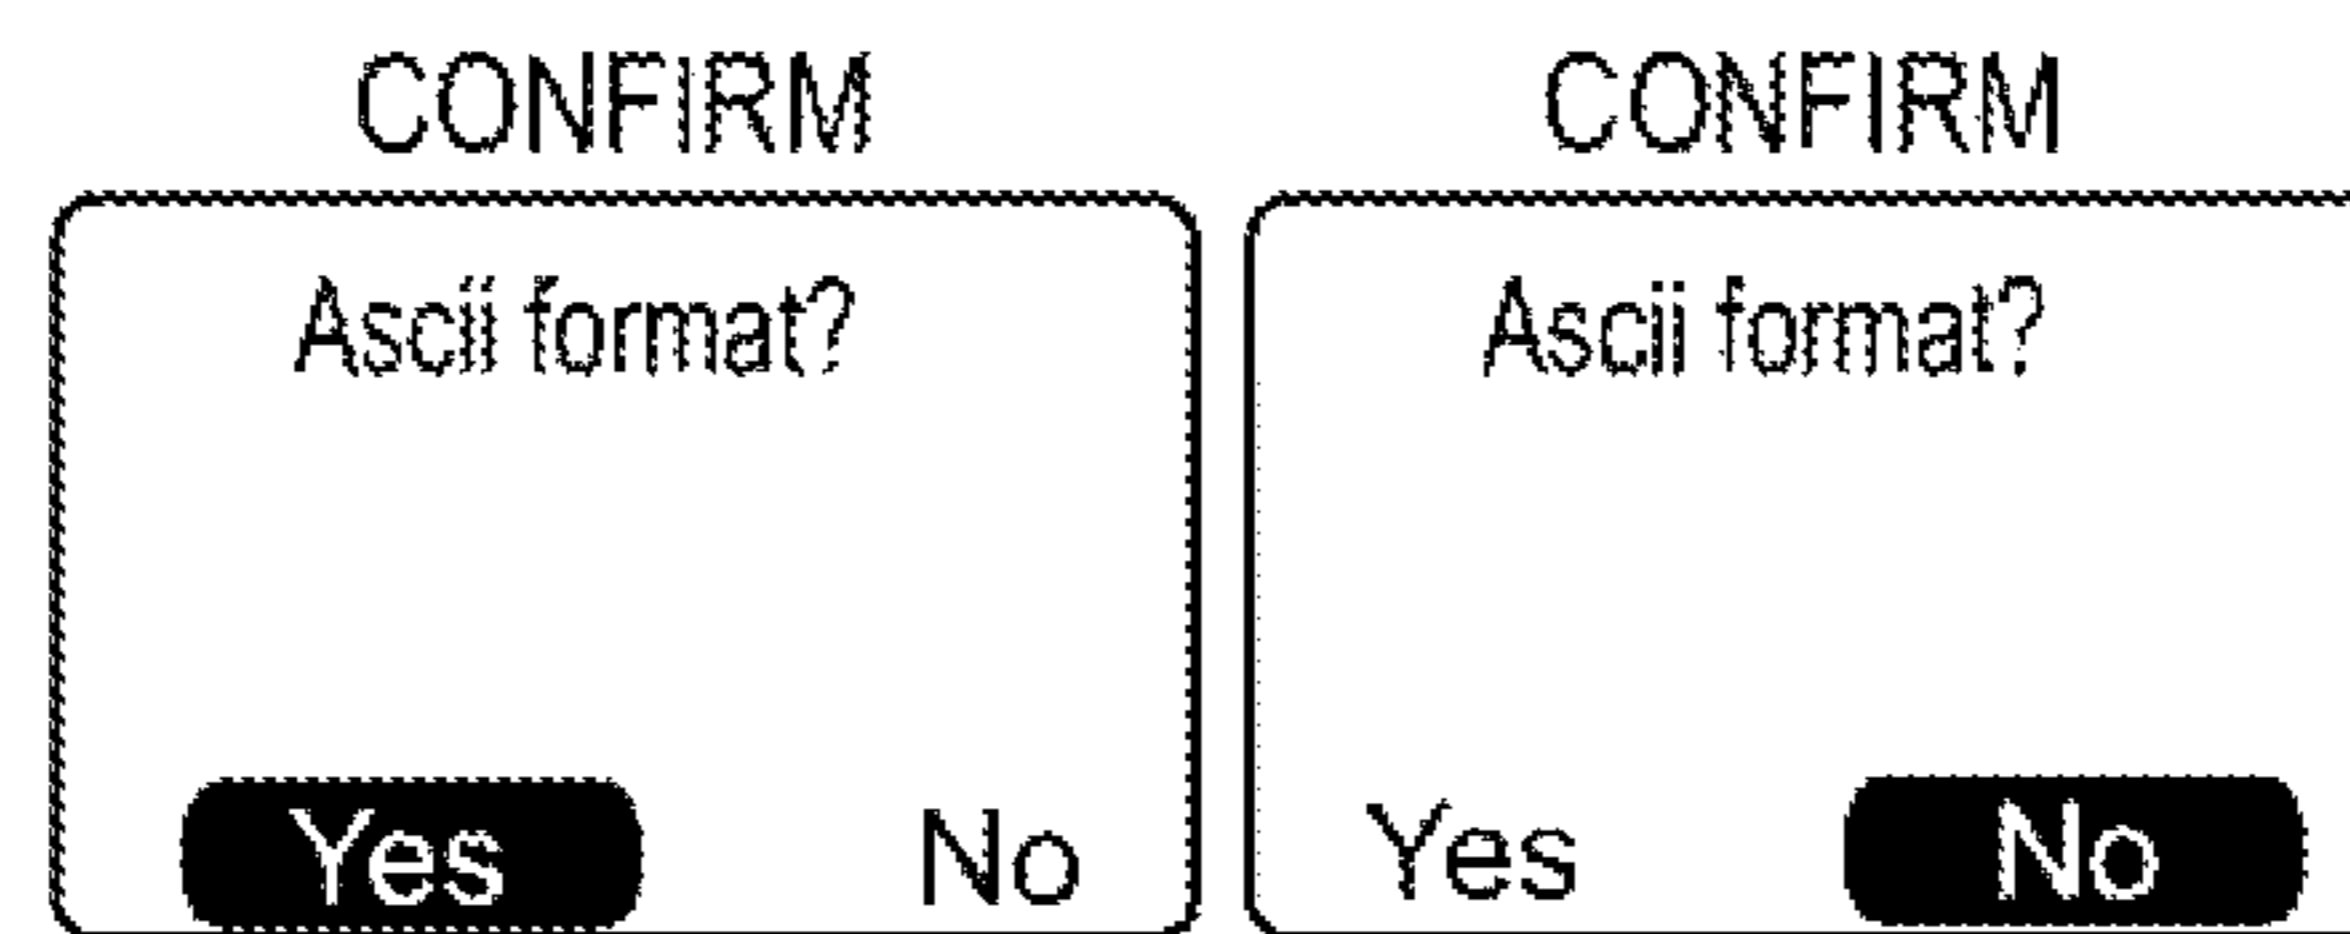 CONFIRM
Ascii format?
Yes No
CONFIRM
Ascii format?
Yes No